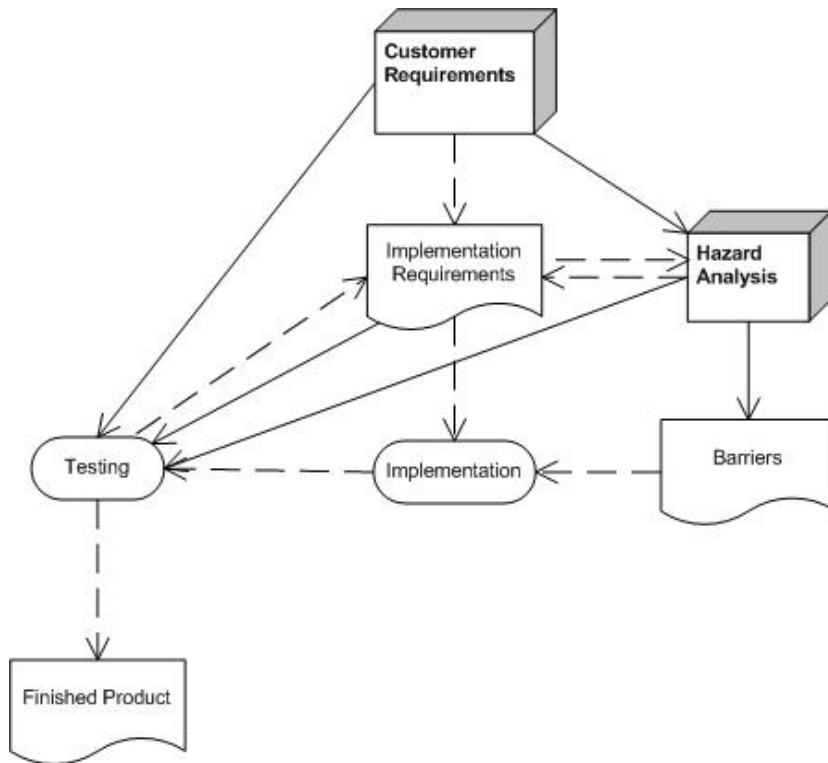 Customer
Requirements
Implementation
Requirements
Hazard
Analysis
Testing
Implementation
Barriers
Finished Product